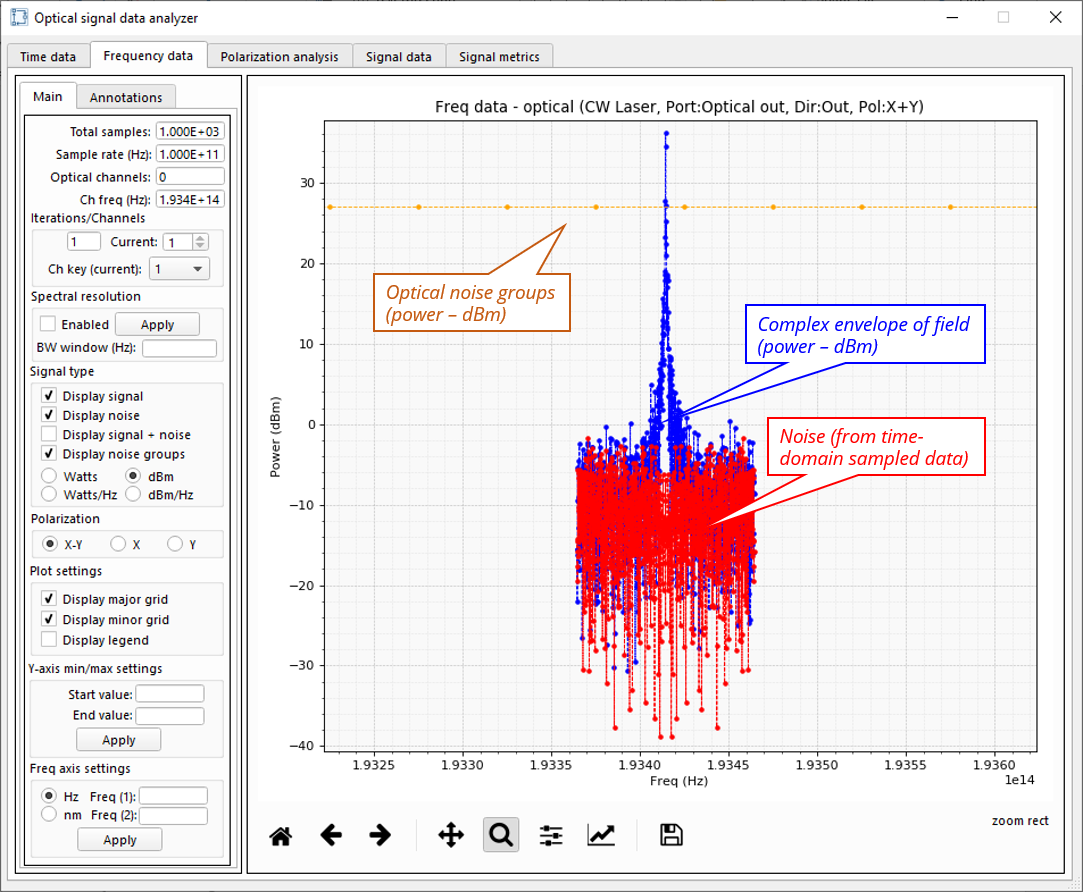 Optical signal data analyzer
Time data
Frequency data
Polarization analysis
Signal data
Signal metrics
Main
Annotations
Total samples: 1.000E+03
Sample rate (Hz): 1.000E+11
Optical channels: 0
Ch freq (Hz): 1.934E+14
Iterations/Channels
1 Current: 1
Ch key (current): 1
Spectral resolution
Enabled Apply
BW window (Hz):
Signal type
Display signal
Display noise
Display signal + noise
Display noise groups
Watts dBm
Watts/Hz dBm/Hz
Polarization
X-Y X Y
Plot settings
Display major grid
Display minor grid
Display legend
Y-axis min/max settings
Start value:
End value:
Apply
Freq axis settings
Hz Freq (1):
nm Freq (2):
Apply
Freq data - optical (CW Laser, Port:Optical out, Dir:Out, Pol:X+Y)
Power (dBm)
30
20
10
0
−10
−20
−30
−40
Optical noise groups
(power – dBm)
Complex envelope of field
(power – dBm)
Noise (from time-
domain sampled data)
1.9325 1.9330 1.9335 1.9340 1.9345 1.9350 1.9355 1.9360
1e14
Freq (Hz)
zoom rect